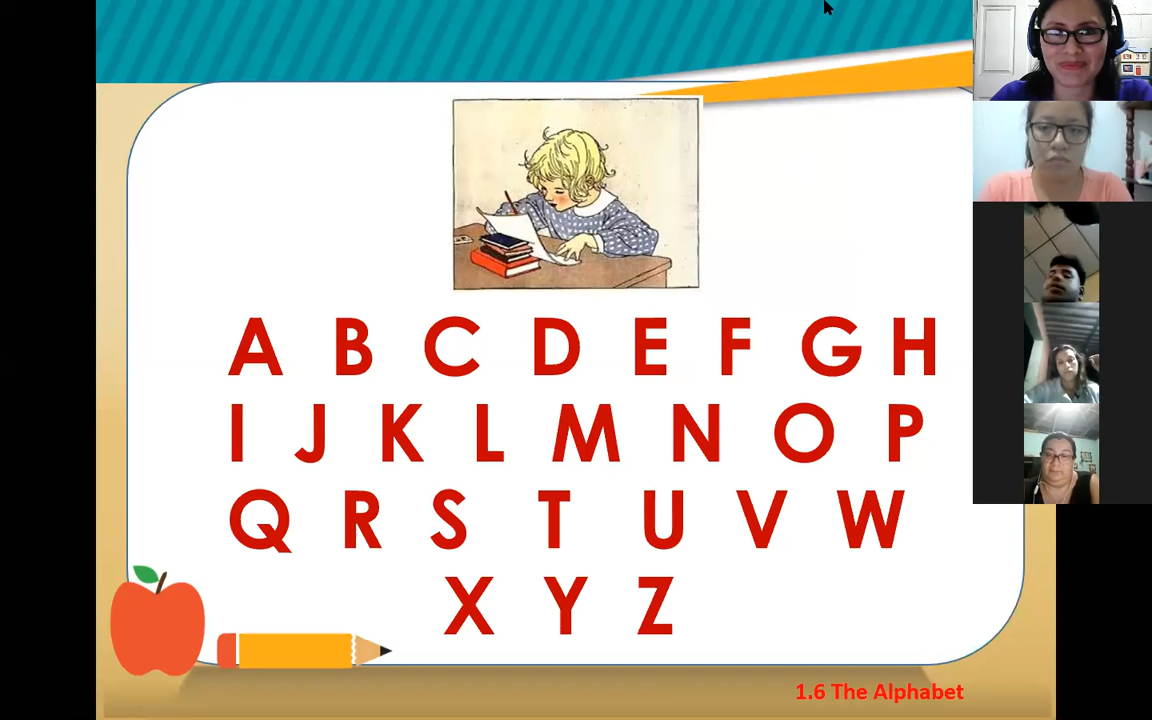 A B C D E F G H
I J K L M N O P
Q R S T U V W
X Y Z
1.6 The Alphabet